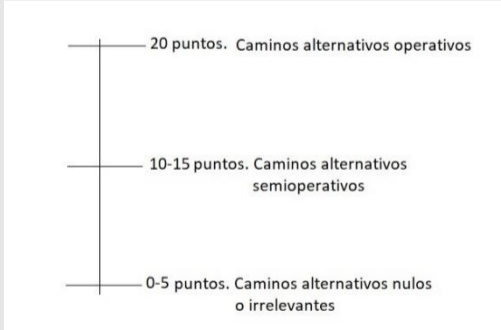 20 puntos. Caminos alternativos operativos
10-15 puntos. Caminos alternativos
semioperativos
0-5 puntos. Caminos alternativos nulos
o irrelevantes